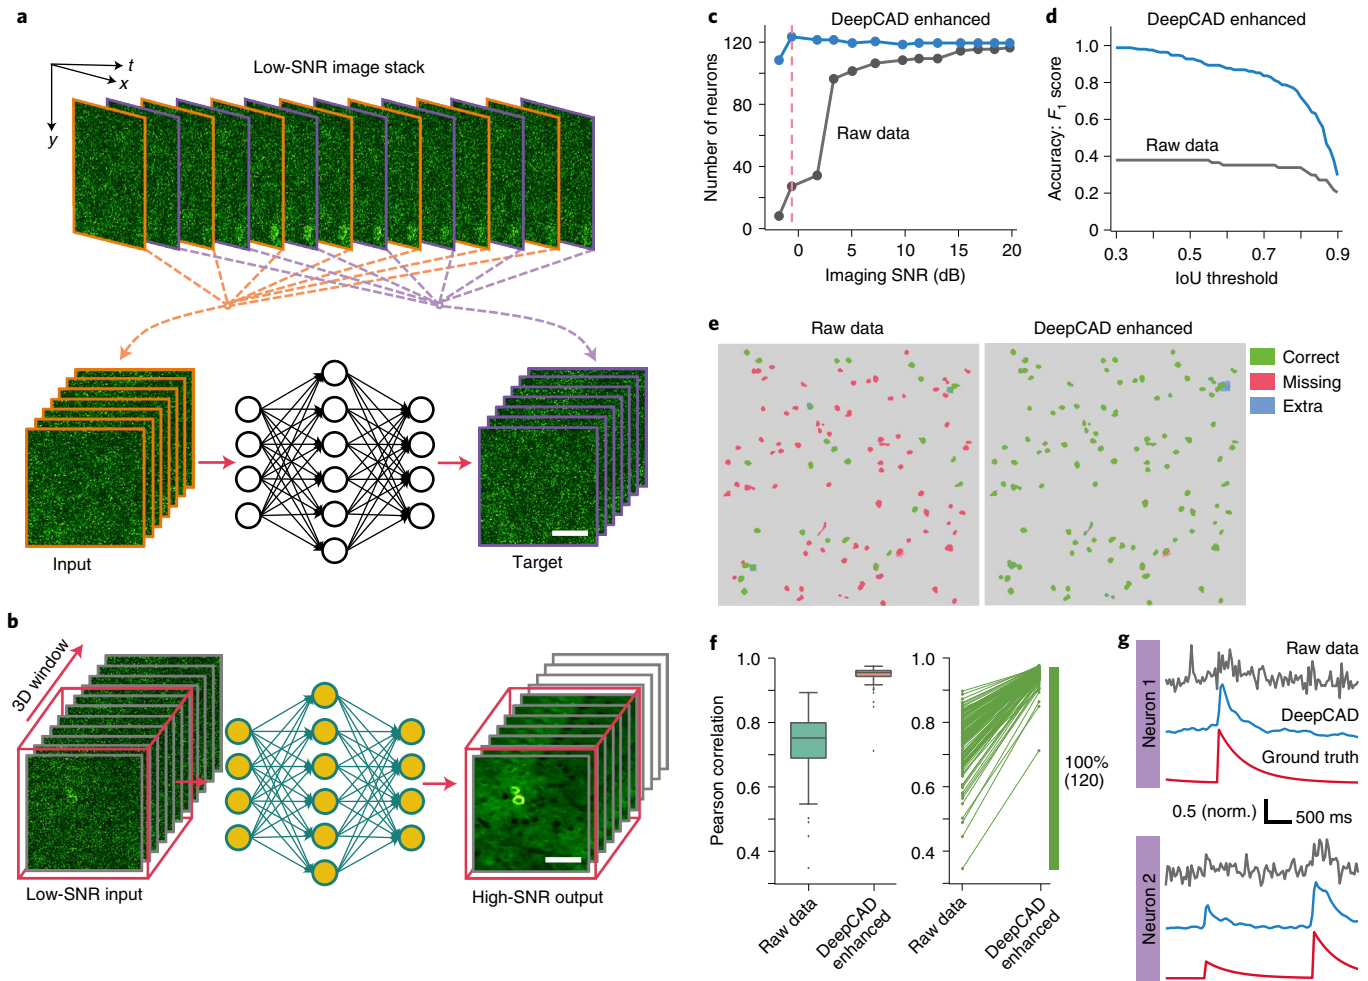 a
t
x
y
Low-SNR image stack
Input
Target
b
3D window
Low-SNR input
High-SNR output
c
DeepCAD enhanced
Number of neurons
120
80
40
0
Raw data
0
5
10
15
20
Imaging SNR (dB)
d
DeepCAD enhanced
Accuracy: F1 score
1.0
0.8
0.6
0.4
0.2
0
Raw data
0.3
0.5
0.7
0.9
IoU threshold
e
Raw data
DeepCAD enhanced
Correct
Missing
Extra
f
Pearson correlation
1.0
0.8
0.6
0.4
Raw data
DeepCAD
enhanced
1.0
0.8
0.6
0.4
Raw data
DeepCAD
enhanced
100%
(120)
g
Neuron 1
Raw data
DeepCAD
Ground truth
0.5 (norm.)
500 ms
Neuron 2